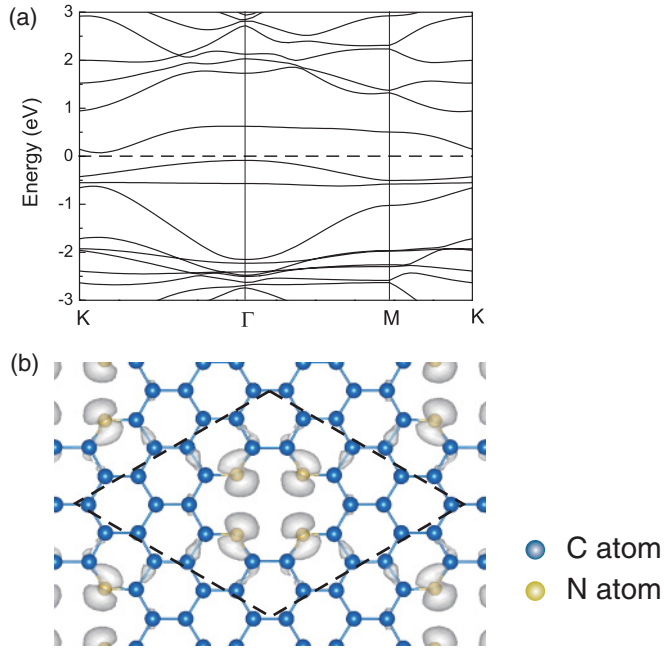 (a)
3
2
1
0
-1
-2
-3
Energy (eV)
K Γ M K
(b)
C atom
N atom